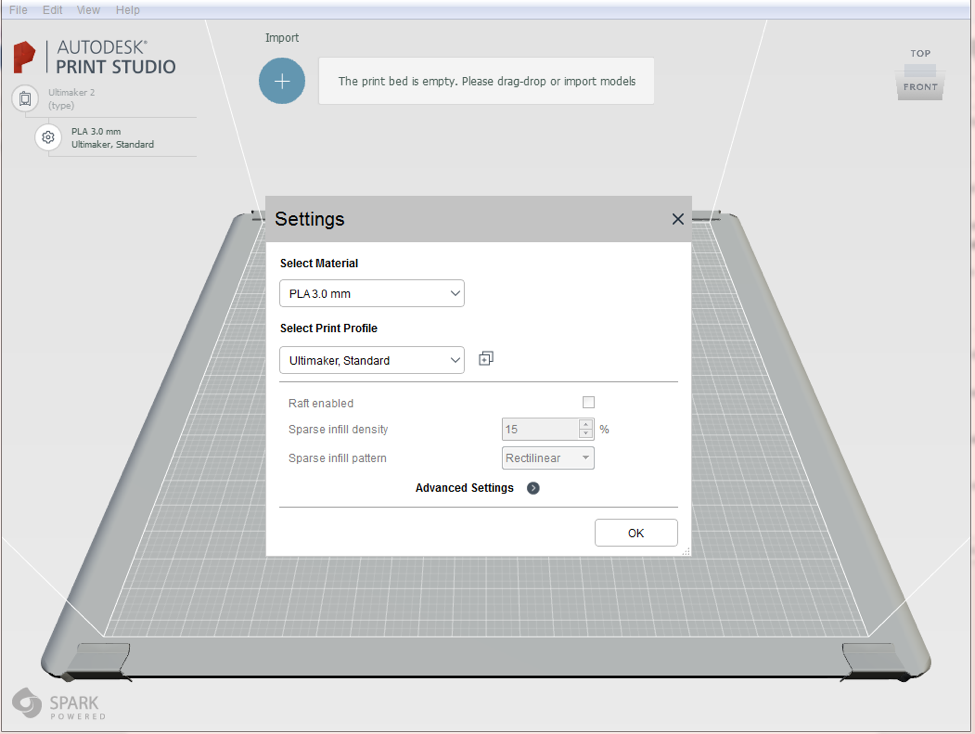 File Edit View Help
AUTODESK®
PRINT STUDIO
Import
The print bed is empty. Please drag-drop or import models
TOP
FRONT
Ultimaker 2
(type)
PLA 3.0 mm
Ultimaker, Standard
Settings
Select Material
PLA 3.0 mm
Select Print Profile
Ultimaker, Standard
Raft enabled
Sparse infill density 15 %
Sparse infill pattern Rectilinear
Advanced Settings
OK
SPARK
POWERED